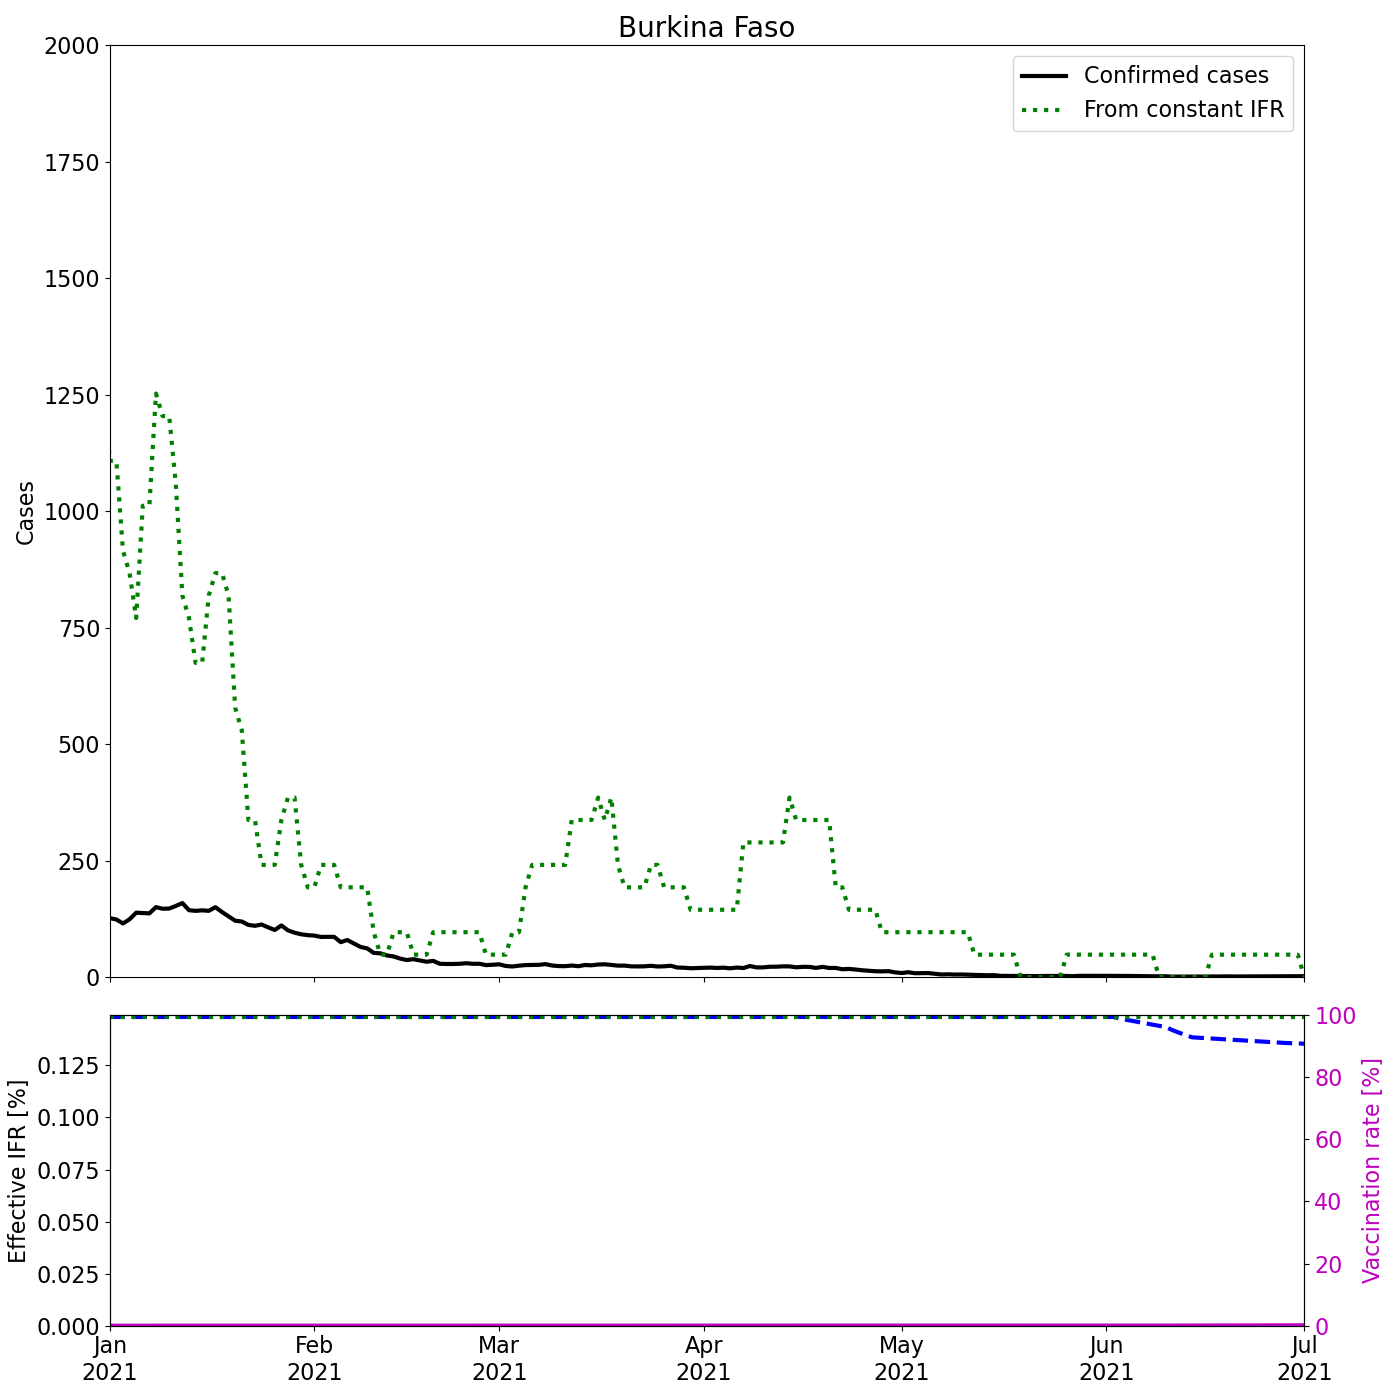 Burkina Faso
2000
1750
1500
1250
1000
750
500
250
0
Cases
Confirmed cases
From constant IFR
0.125
0.100
0.075
0.050
0.025
0.000
Effective IFR [%]
100
80
60
40
20
0
Vaccination rate [%]
Jan
2021
Feb
2021
Mar
2021
Apr
2021
May
2021
Jun
2021
Jul
2021